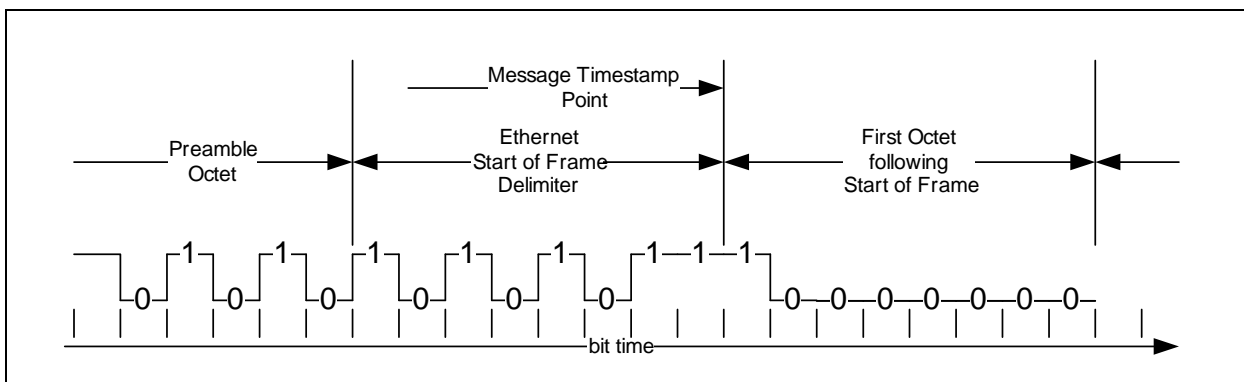 Message Timestamp
Point
Preamble
Octet
Ethernet
Start of Frame
Delimiter
First Octet
following
Start of Frame
0 1 0 1 0 1 0 1 0 1 0 1 1 1 0 0 0 0 0 0 0
bit time